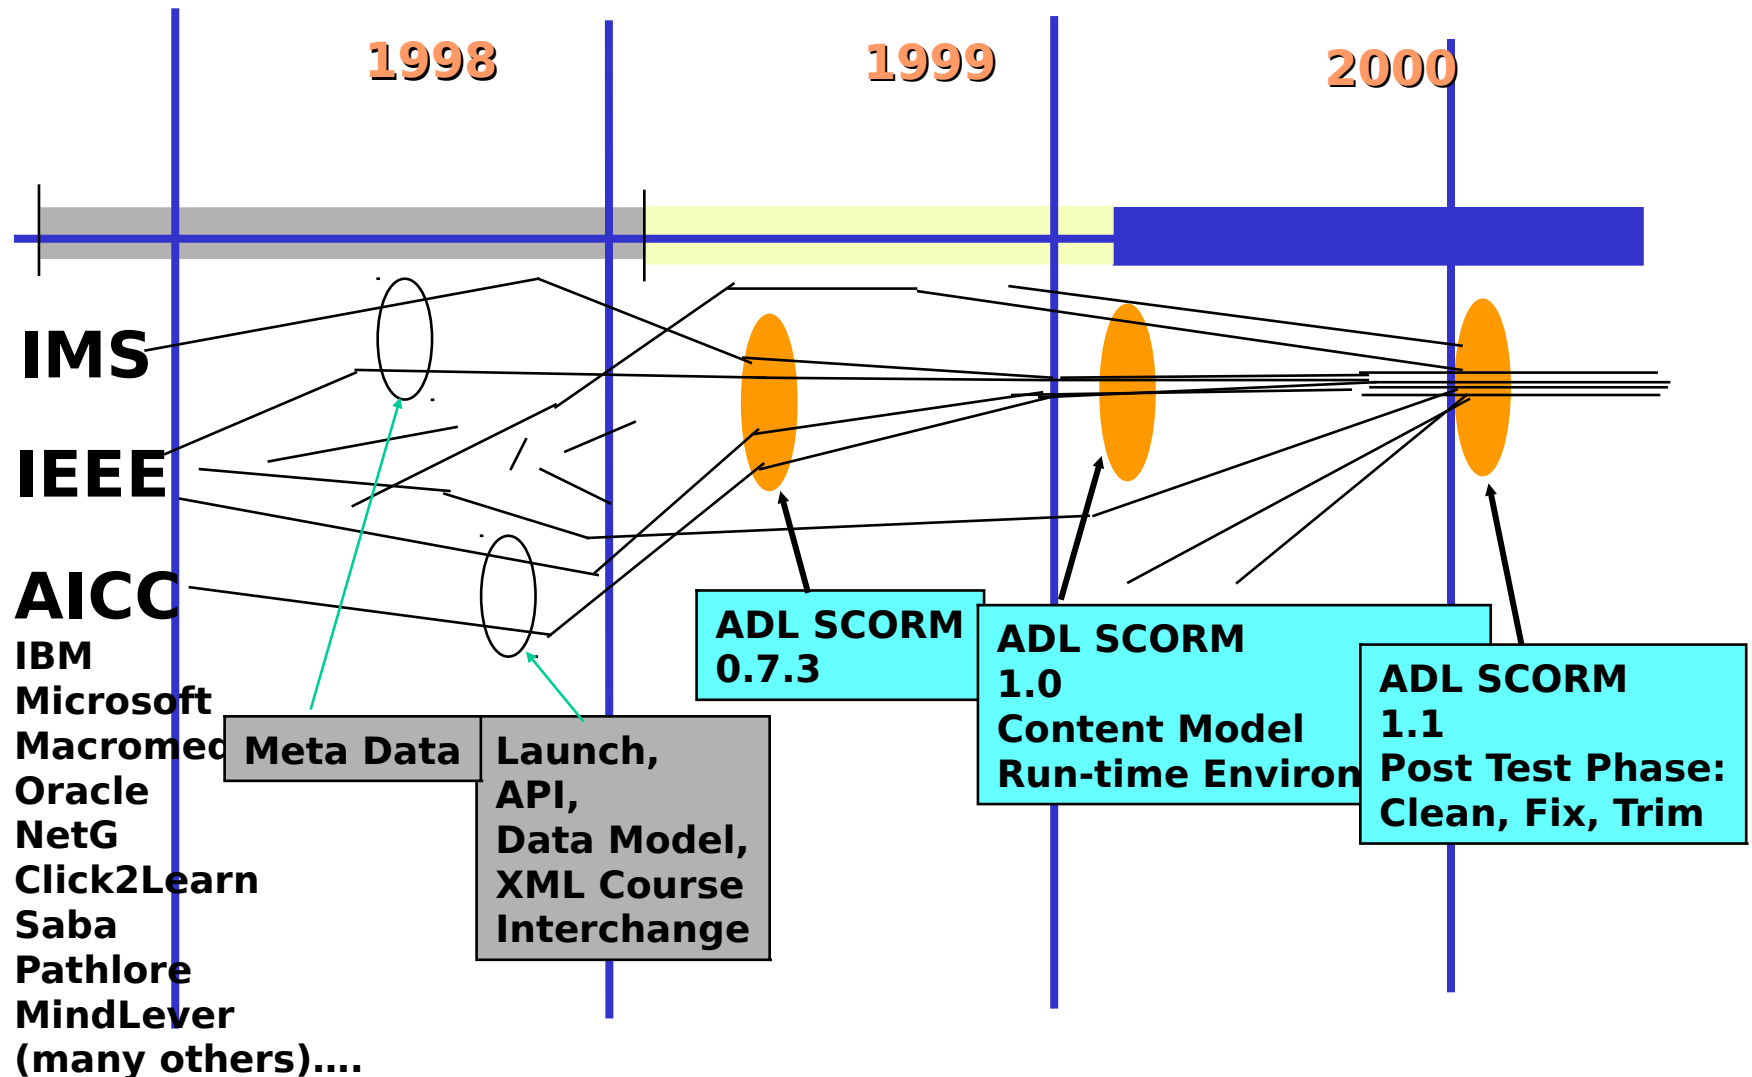 1998
1999
2000
IMS
IEEE
AICC
IBM
Microsoft
Macromed
Oracle
NetG
Click2Learn
Saba
Pathlore
MindLever
(many others)....
Meta Data
Launch,
API,
Data Model,
XML Course
Interchange
ADL SCORM
0.7.3
ADL SCORM
1.0
Content Model
Run-time Environ
ADL SCORM
1.1
Post Test Phase:
Clean, Fix, Trim